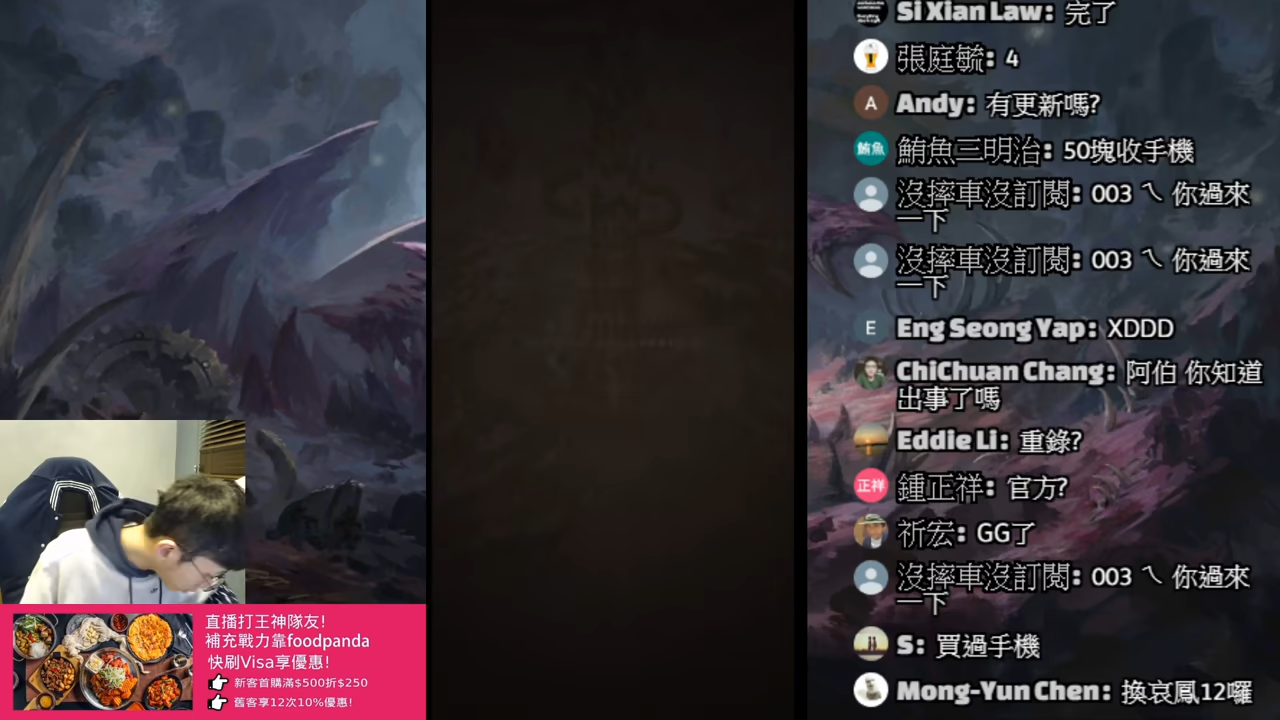 Si Xian Law: 完了
張庭毓: 4
A
Andy: 有更新嗎?
鮪魚
鮪魚三明治: 50塊收手機
沒摔車沒訂閱: 003 ㄟ 你過來
一下
沒摔車沒訂閱: 003 ㄟ 你過來
一下
E
Eng Seong Yap: XDDD
ChiChuan Chang: 阿伯 你知道
出事了嗎
Eddie Li: 重錄?
正祥
鍾正祥: 官方?
祈宏: GG了
沒摔車沒訂閱: 003 ㄟ 你過來
一下
S: 買過手機
Mong-Yun Chen: 換哀鳳12囉
直播打王神隊友!
補充戰力靠foodpanda
快刷Visa享優惠!
新客首購滿$500折$250
舊客享12次10%優惠!